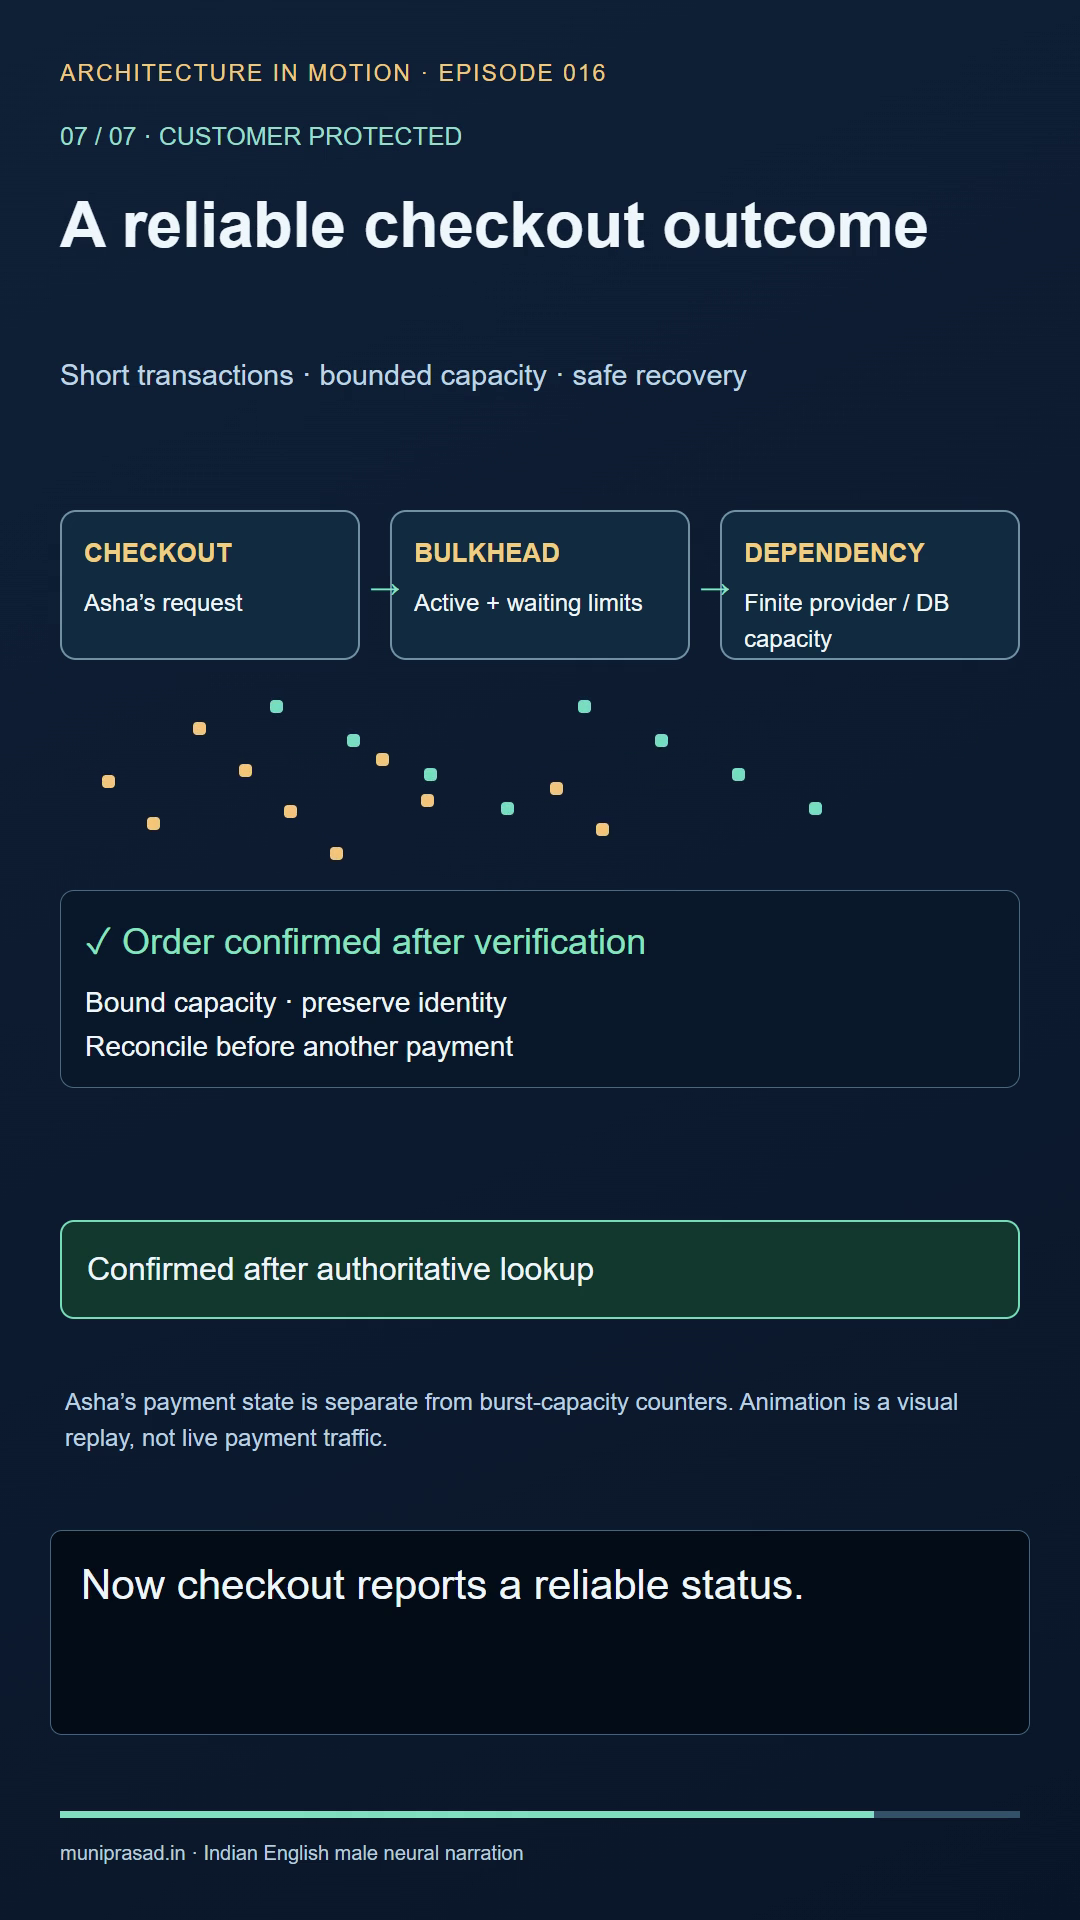 ARCHITECTURE IN MOTION · EPISODE 016
07 / 07 · CUSTOMER PROTECTED
A reliable checkout outcome
Short transactions · bounded capacity · safe recovery
CHECKOUT
Asha’s request
→
BULKHEAD
Active + waiting limits
→
DEPENDENCY
Finite provider / DB
capacity
✓ Order confirmed after verification
Bound capacity · preserve identity
Reconcile before another payment
Confirmed after authoritative lookup
Asha’s payment state is separate from burst-capacity counters. Animation is a visual
replay, not live payment traffic.
Now checkout reports a reliable status.
muniprasad.in · Indian English male neural narration